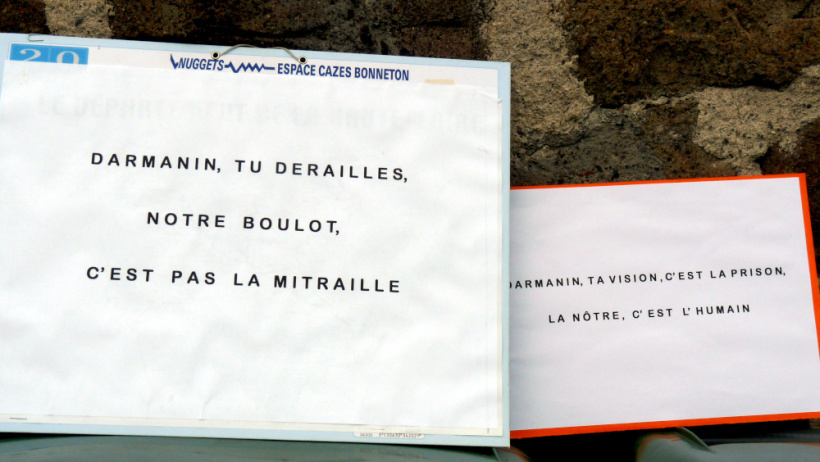 20
NUGGETS ESPACE CAZES BONNETON
DARMANIN, TU DERAILLES,
NOTRE BOULOT,
C'EST PAS LA MITRAILLE
DARMANIN, TA VISION, C'EST LA PRISON,
LA NÔTRE, C'EST L'HUMAIN